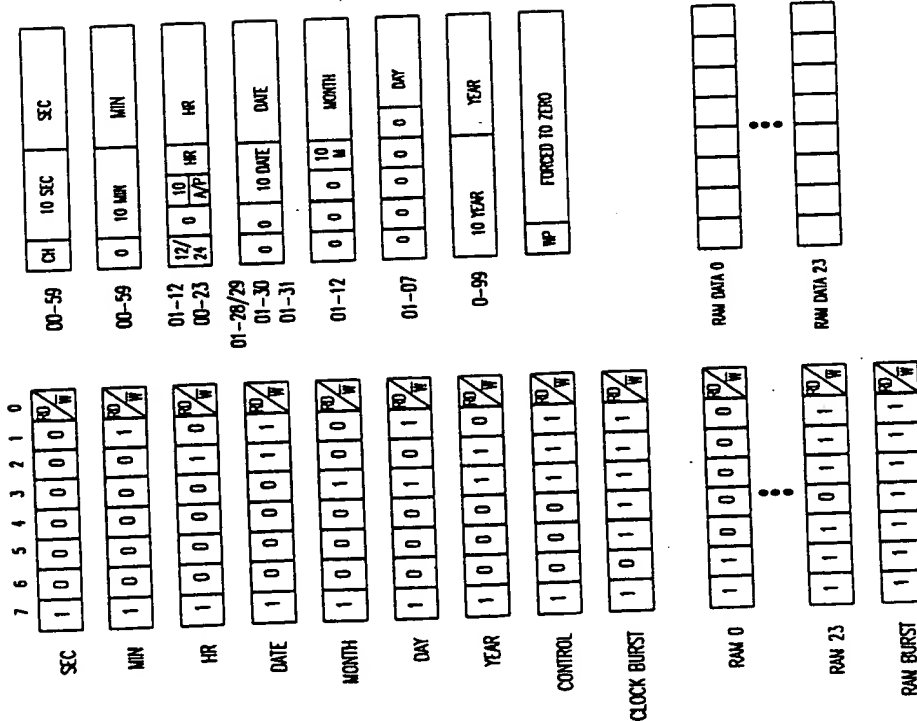 7 6 5 4 3 2 1 0
SEC 1 0 0 0 0 0 0 RD/W
00-59 CH 10 SEC SEC
MIN 1 0 0 0 0 0 1 RD/W
00-59 0 10 MIN MIN
HR 1 0 0 0 0 1 0 RD/W
01-12 12/ 0 10 HR HR
00-23 24 A/P
DATE 1 0 0 0 0 1 1 RD/W
01-28/29 0 0 10 DATE DATE
01-30
01-31
MONTH 1 0 0 0 1 0 0 RD/W
01-12 0 0 0 10 M MONTH
DAY 1 0 0 0 1 0 1 RD/W
01-07 0 0 0 0 0 DAY
YEAR 1 0 0 0 1 1 0 RD/W
0-99 10 YEAR YEAR
CONTROL 1 0 0 0 1 1 1 RD/W
WP FORCED TO ZERO
CLOCK BURST 1 0 1 1 1 1 1 RD/W
RAM 0 1 1 0 0 0 0 0 RD/W
RAM DATA 0
RAM 23 1 1 1 0 1 1 1 RD/W
RAM DATA 23
RAM BURST 1 1 1 1 1 1 1 RD/W